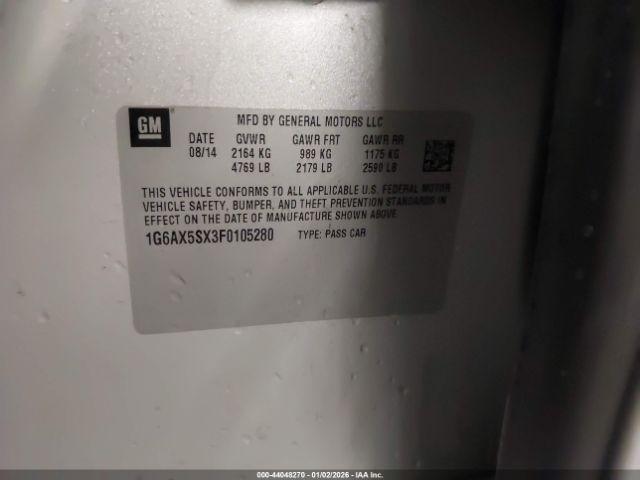 GM
MFD BY GENERAL MOTORS LLC
DATE GVWR GAWR FRT GAWR RR
08/14 2164 KG 989 KG 1175 KG
4769 LB 2179 LB 2590 LB
THIS VEHICLE CONFORMS TO ALL APPLICABLE U.S. FEDERAL MOTOR
VEHICLE SAFETY, BUMPER, AND THEFT PREVENTION STANDARDS IN
EFFECT ON THE DATE OF MANUFACTURE SHOWN ABOVE.
1G6AX5SX3F0105280 TYPE: PASS CAR
000-44048270 - 01/02/2026 - IAA Inc.